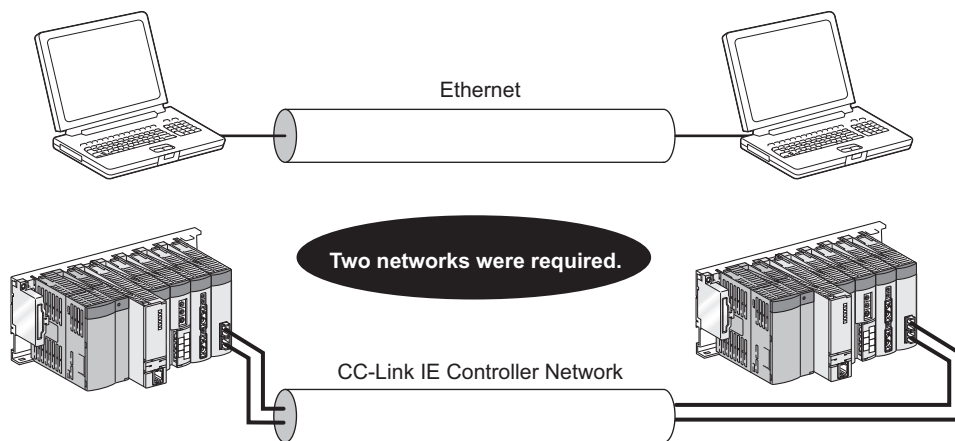 Ethernet
Two networks were required.
CC-Link IE Controller Network